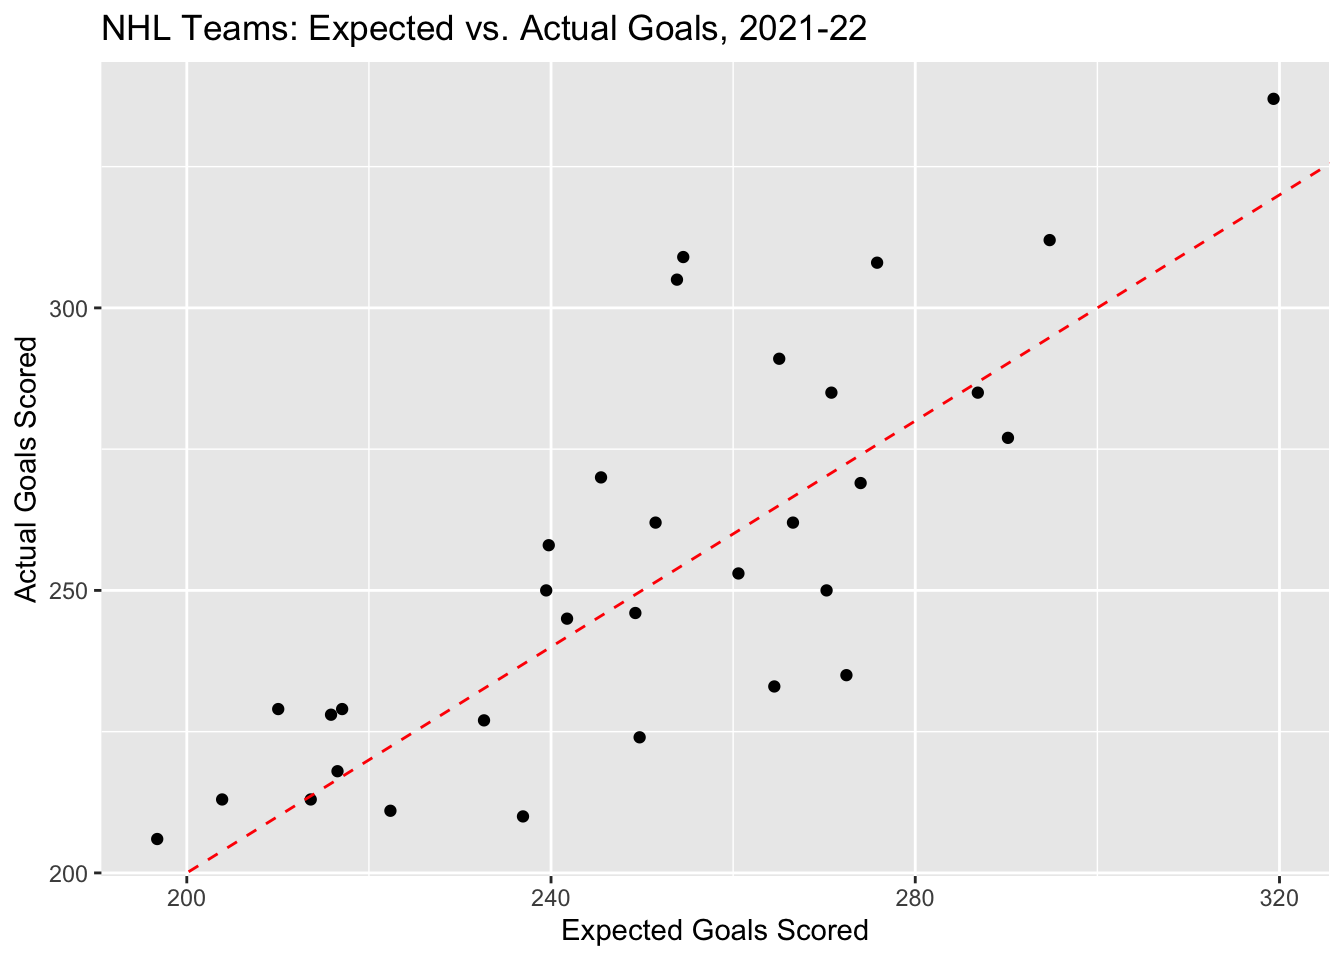 NHL Teams: Expected vs. Actual Goals, 2021-22
Actual Goals Scored
300
250
200
200 240 280 320
Expected Goals Scored